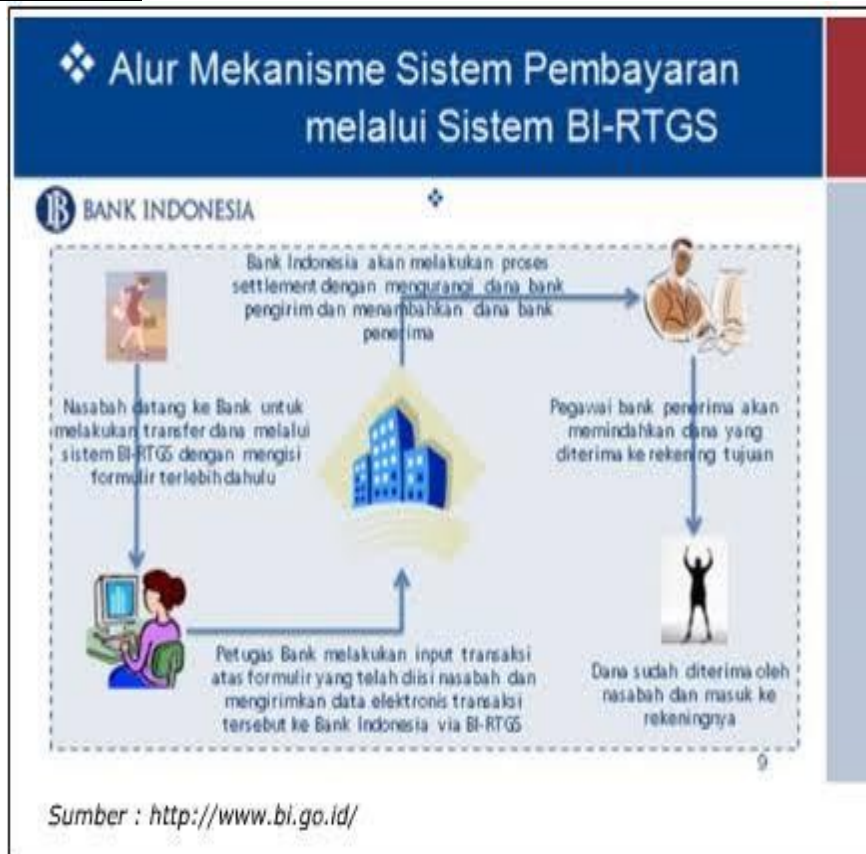 ❖ Alur Mekanisme Sistem Pembayaran
melalui Sistem BI-RTGS
BANK INDONESIA
Bank Indonesia akan melakukan proses
settlement dengan mengurangi dana bank
pengirim dan menambahkan dana bank
penerima
Nasabah datang ke Bank untuk
melakukan transfer dana melalui
sistem BI-RTGS dengan mengisi
formulir terlebih dahulu
Pegawai bank penerima akan
memindahkan dana yang
diterima ke rekening tujuan
Petugas Bank melakukan input transaksi
atas formulir yang telah diisi nasabah dan
mengirimkan data elektronis transaksi
tersebut ke Bank Indonesia via BI-RTGS
Dana sudah diterima oleh
nasabah dan masuk ke
rekeningnya
9
Sumber : http://www.bi.go.id/